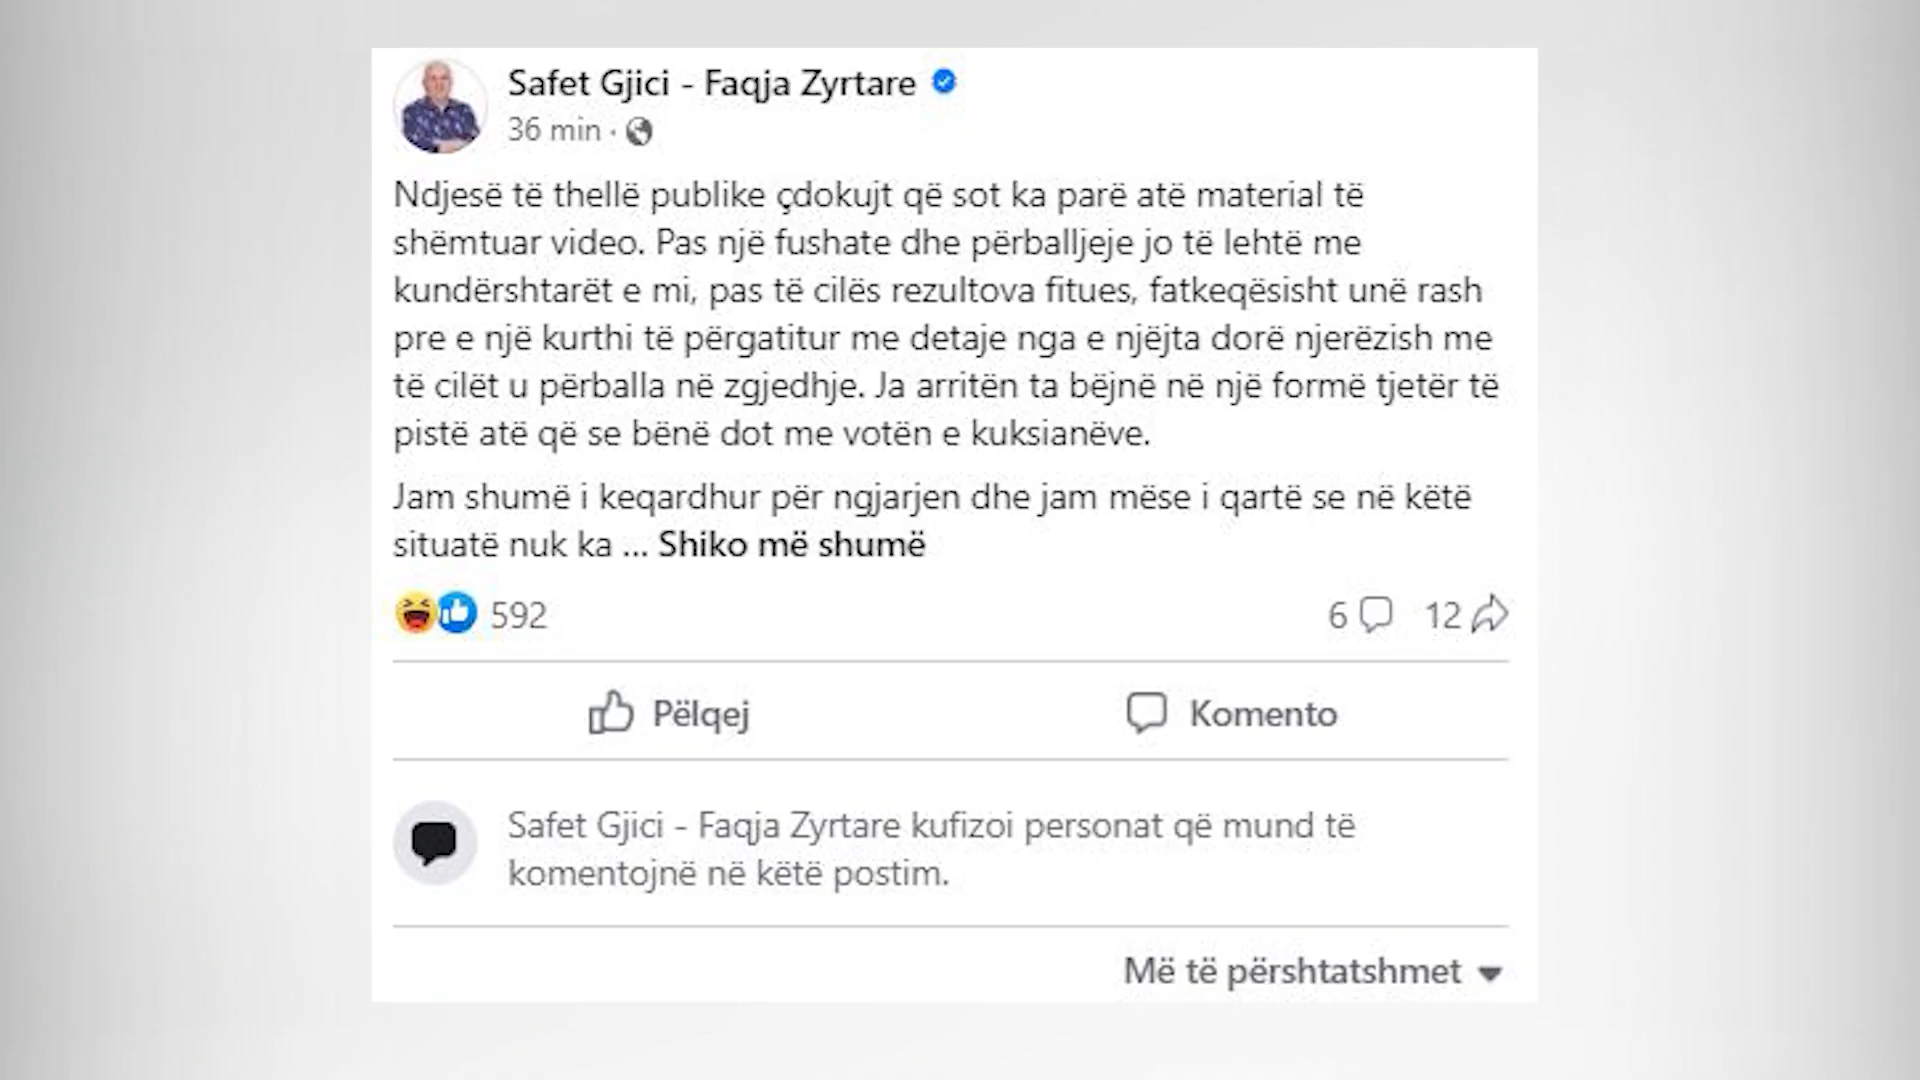 Safet Gjici - Faqja Zyrtare
36 min ·
Ndjesë të thellë publike çdokujt që sot ka parë atë material të
shëmtuar video. Pas një fushate dhe përballjeje jo të lehtë me
kundërshtarët e mi, pas të cilës rezultova fitues, fatkeqësisht unë rash
pre e një kurthi të përgatitur me detaje nga e njëjta dorë njerëzish me
të cilët u përballa në zgjedhje. Ja arritën ta bëjnë në një formë tjetër të
pistë atë që se bënë dot me votën e kuksianëve.
Jam shumë i keqardhur për ngjarjen dhe jam mëse i qartë se në këtë
situatë nuk ka ... Shiko më shumë
592
6 12
Pëlqej Komento
Safet Gjici - Faqja Zyrtare kufizoi personat që mund të
komentojnë në këtë postim.
Më të përshtatshmet